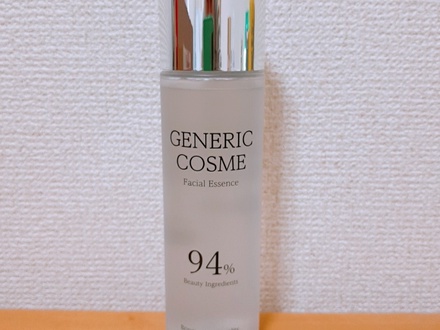 GENERIC
COSME
Facial Essence
94%
Beauty Ingredients